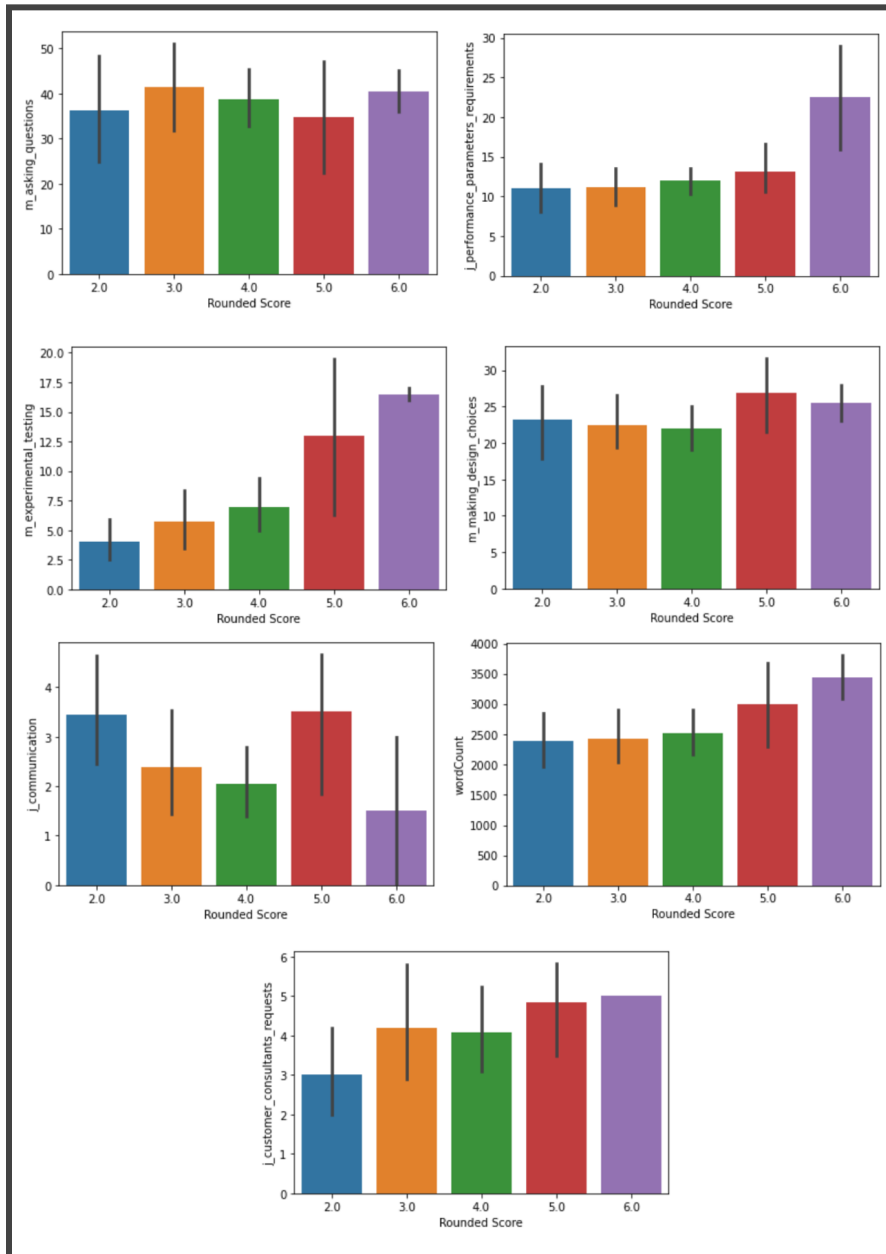 50
40
30
20
10
0
m_asking_questions
2.0 3.0 4.0 5.0 6.0
Rounded Score
30
25
20
15
10
5
0
j_performance_parameters_requirements
2.0 3.0 4.0 5.0 6.0
Rounded Score
20.0
17.5
15.0
12.5
10.0
7.5
5.0
2.5
0.0
m_experimental_testing
2.0 3.0 4.0 5.0 6.0
Rounded Score
30
25
20
15
10
5
0
m_making_design_choices
2.0 3.0 4.0 5.0 6.0
Rounded Score
4
3
2
1
0
j_communication
2.0 3.0 4.0 5.0 6.0
Rounded Score
4000
3500
3000
2500
2000
1500
1000
500
0
wordCount
2.0 3.0 4.0 5.0 6.0
Rounded Score
6
5
4
3
2
1
0
j_customer_consultants_requests
2.0 3.0 4.0 5.0 6.0
Rounded Score